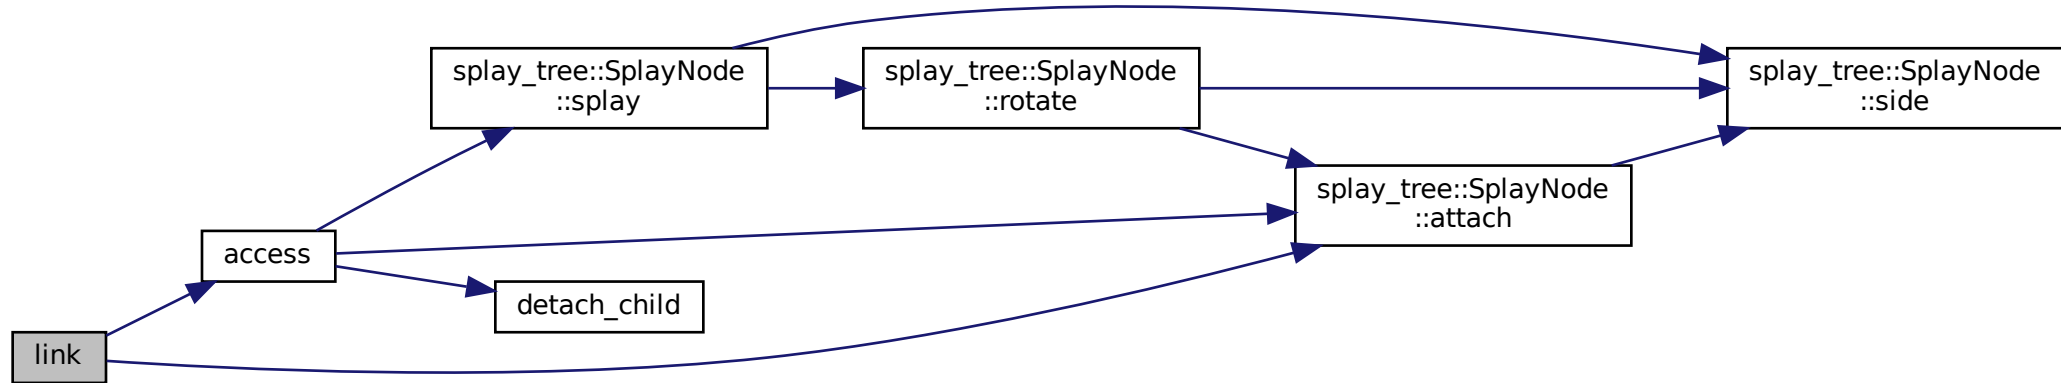 splay_tree::SplayNode
::splay
splay_tree::SplayNode
::rotate
splay_tree::SplayNode
::side
splay_tree::SplayNode
::attach
access
detach_child
link